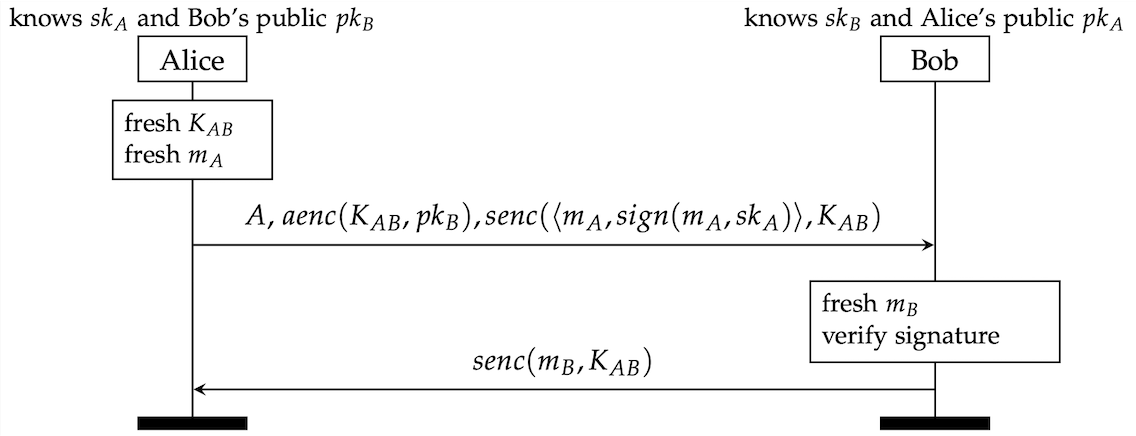 knows sk_A and Bob's public pk_B
knows sk_B and Alice's public pk_A
Alice
Bob
fresh K_AB
fresh m_A
A, aenc(K_AB, pk_B), senc(⟨m_A, sign(m_A, sk_A)⟩, K_AB)
fresh m_B
verify signature
senc(m_B, K_AB)